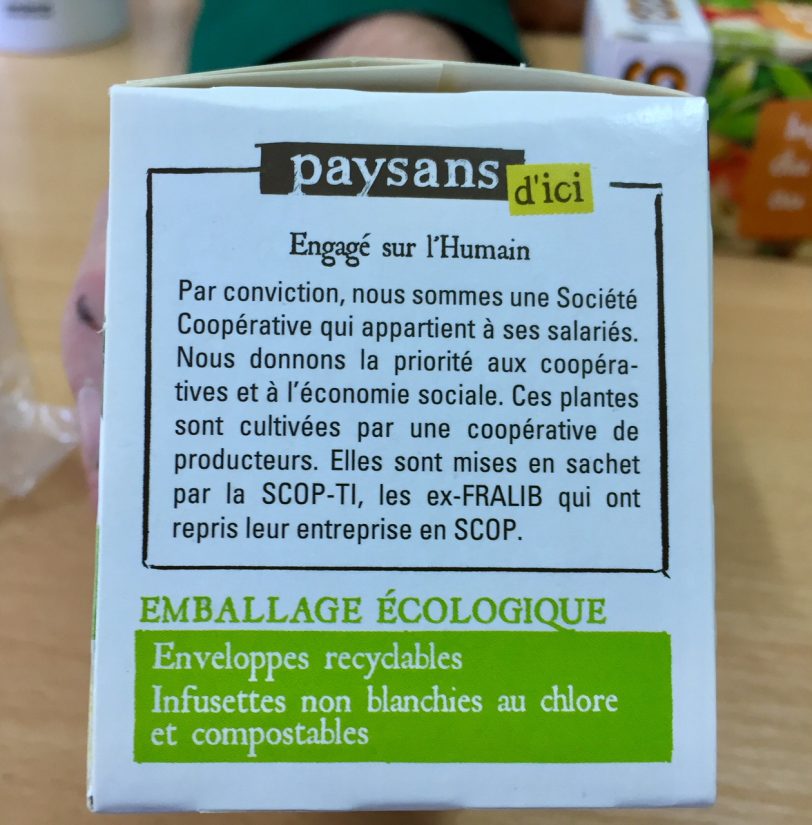 paysans
d'ici
Engagé sur l'Humain
Par conviction, nous sommes une Société
Coopérative qui appartient à ses salariés.
Nous donnons la priorité aux coopéra-
tives et à l'économie sociale. Ces plantes
sont cultivées par une coopérative de
producteurs. Elles sont mises en sachet
par la SCOP-TI, les ex-FRALIB qui ont
repris leur entreprise en SCOP.
EMBALLAGE ÉCOLOGIQUE
Enveloppes recyclables
Infusettes non blanchies au chlore
et compostables